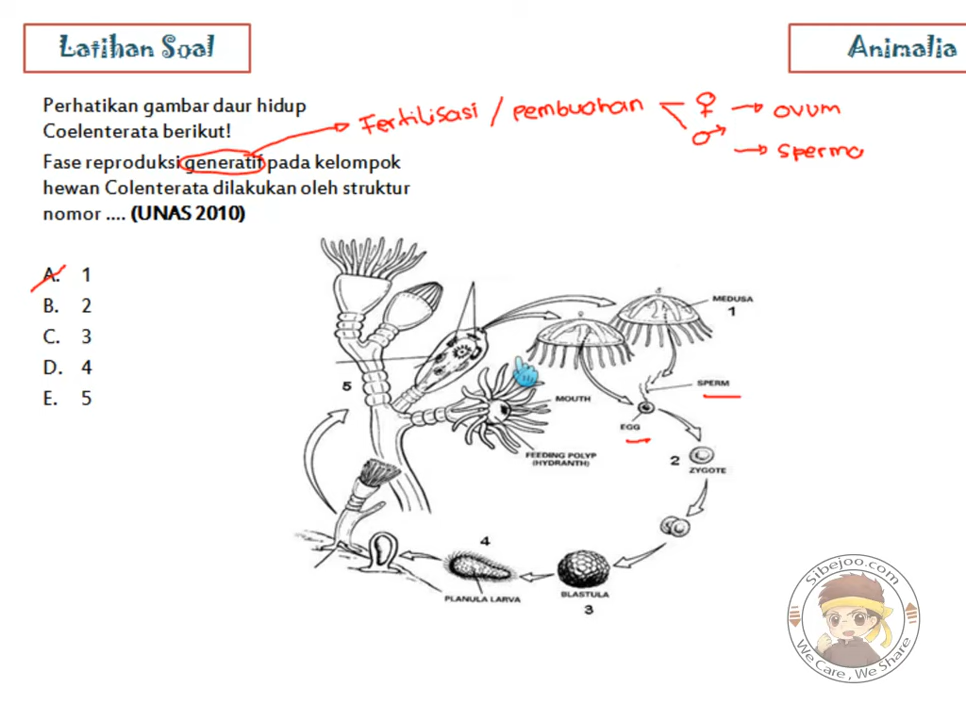 Latihan Soal
Animalia
Perhatikan gambar daur hidup
Coelenterata berikut!
Fase reproduksi generatif pada kelompok
hewan Colenterata dilakukan oleh struktur
nomor .... (UNAS 2010)
Fertilisasi / pembuahan
♀ → ovum
♂ → sperma
A. 1
B. 2
C. 3
D. 4
E. 5
MEDUSA
1
5
SPERM
MOUTH
EGG
FEEDING POLYP
(HYDRANTH)
2
ZYGOTE
4
PLANULA LARVA
BLASTULA
3
Sibejoo.com
We Care, We Share